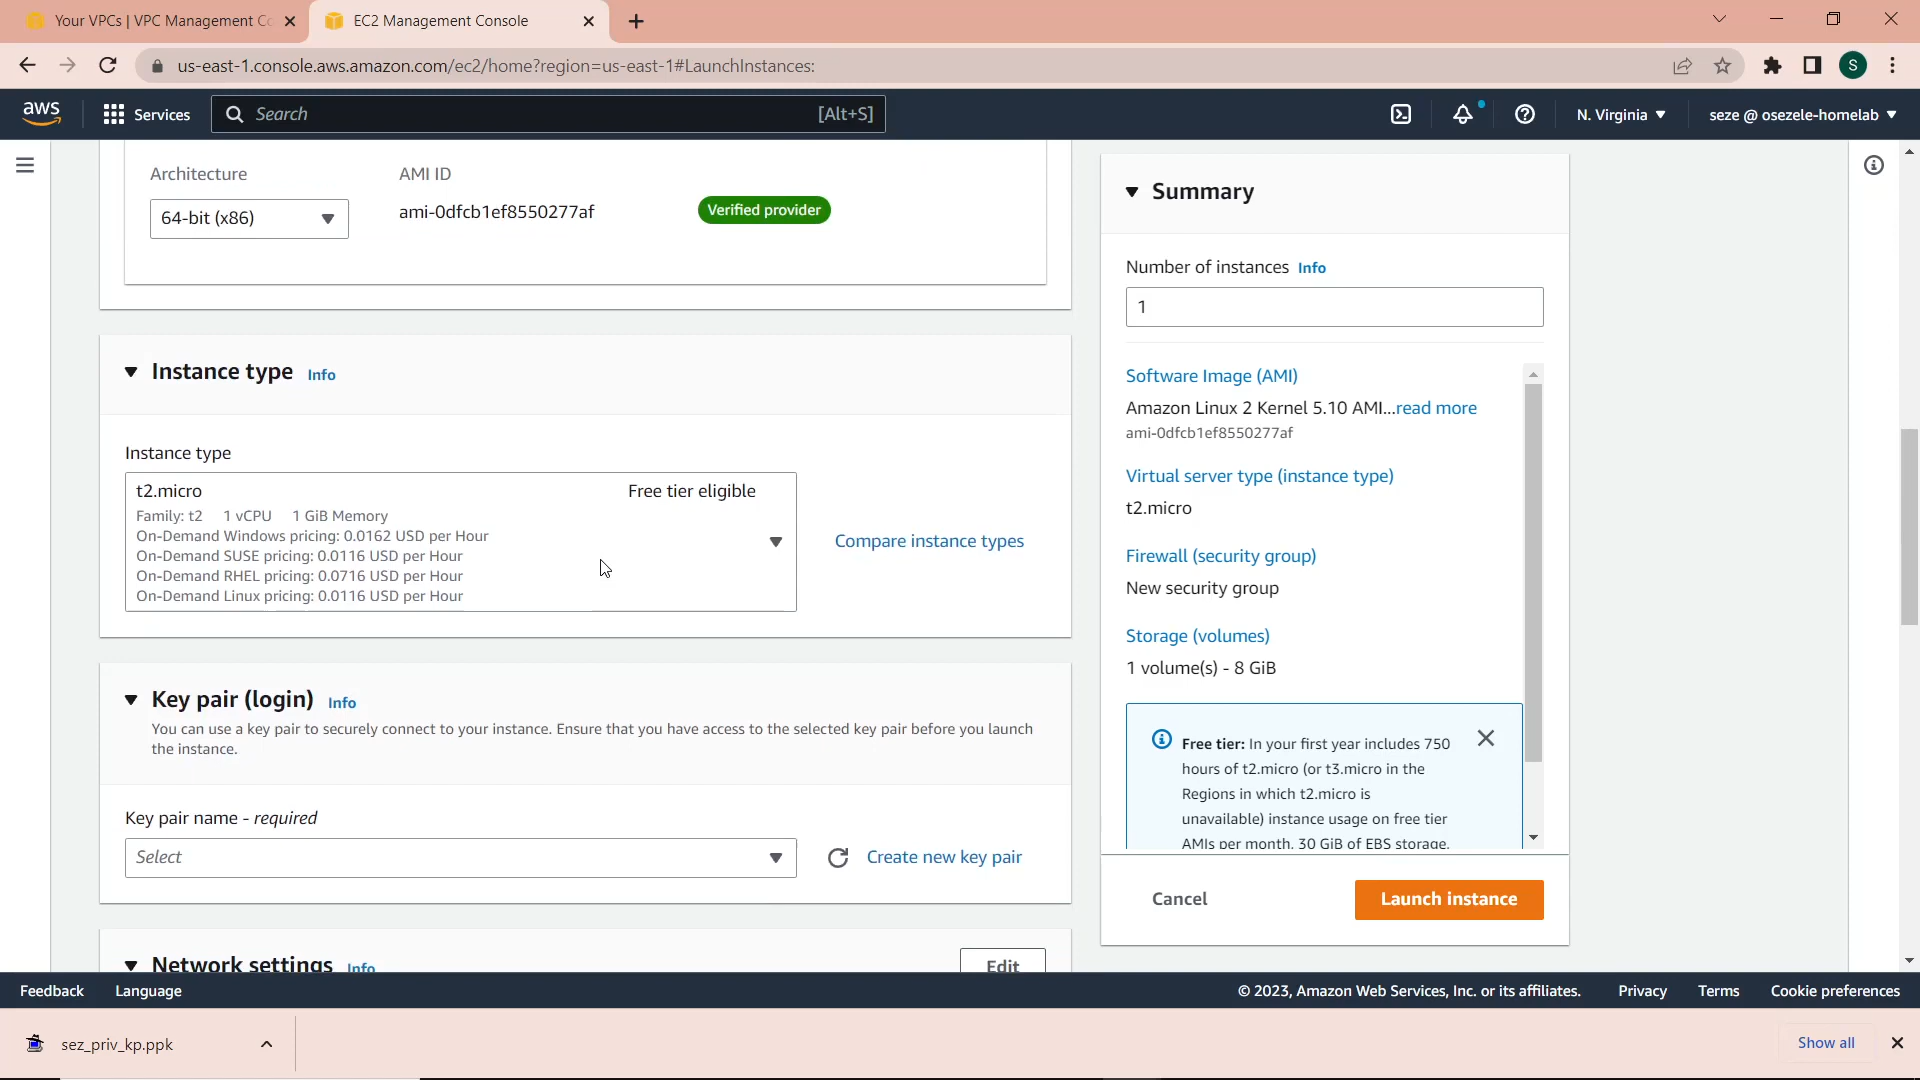 Your VPCs | VPC Management Co
EC2 Management Console
us-east-1.console.aws.amazon.com/ec2/home?region=us-east-1#LaunchInstances:
S
aws
Services
Search
[Alt+S]
N. Virginia
seze @ osezele-homelab
Architecture
AMI ID
64-bit (x86)
ami-0dfcb1ef8550277af
Verified provider
Instance type Info
Instance type
t2.micro
Free tier eligible
Family: t2 1 vCPU 1 GiB Memory
On-Demand Windows pricing: 0.0162 USD per Hour
On-Demand SUSE pricing: 0.0116 USD per Hour
On-Demand RHEL pricing: 0.0716 USD per Hour
On-Demand Linux pricing: 0.0116 USD per Hour
Compare instance types
Key pair (login) Info
You can use a key pair to securely connect to your instance. Ensure that you have access to the selected key pair before you launch
the instance.
Key pair name - required
Select
Create new key pair
Network settings Info
Edit
Summary
Number of instances Info
1
Software Image (AMI)
Amazon Linux 2 Kernel 5.10 AMI...read more
ami-0dfcb1ef8550277af
Virtual server type (instance type)
t2.micro
Firewall (security group)
New security group
Storage (volumes)
1 volume(s) - 8 GiB
Free tier: In your first year includes 750
hours of t2.micro (or t3.micro in the
Regions in which t2.micro is
unavailable) instance usage on free tier
AMIs per month, 30 GiB of EBS storage,
Cancel
Launch instance
Feedback
Language
© 2023, Amazon Web Services, Inc. or its affiliates.
Privacy
Terms
Cookie preferences
sez_priv_kp.ppk
Show all